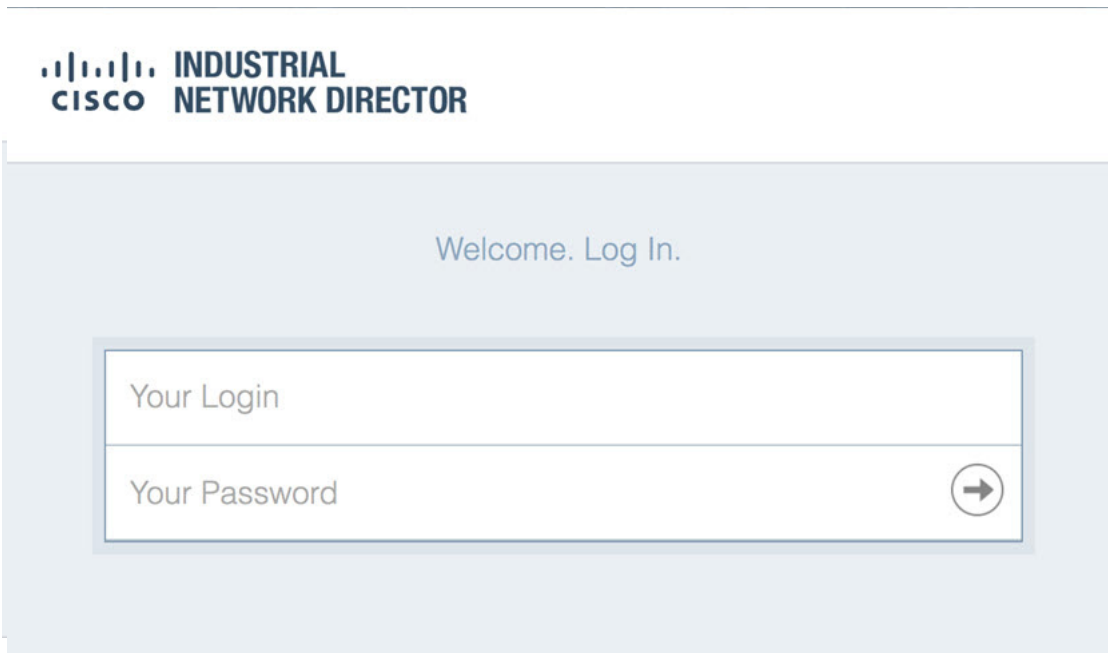 INDUSTRIAL
CISCO NETWORK DIRECTOR
Welcome. Log In.
Your Login
Your Password